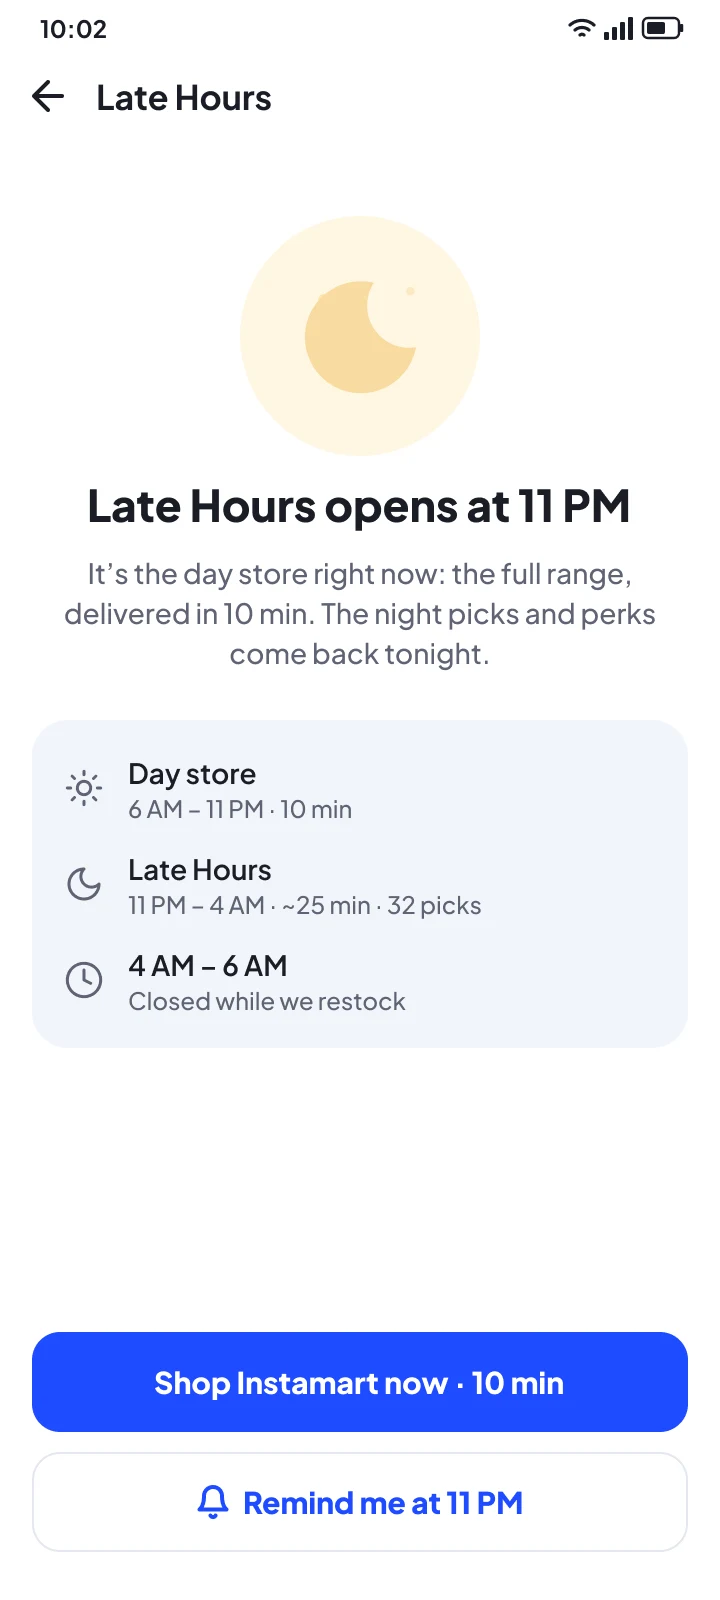 10:02
Late Hours
Late Hours opens at 11 PM
It’s the day store right now: the full range,
delivered in 10 min. The night picks and perks
come back tonight.
Day store
6 AM – 11 PM · 10 min
Late Hours
11 PM – 4 AM · ~25 min · 32 picks
4 AM – 6 AM
Closed while we restock
Shop Instamart now · 10 min
Remind me at 11 PM